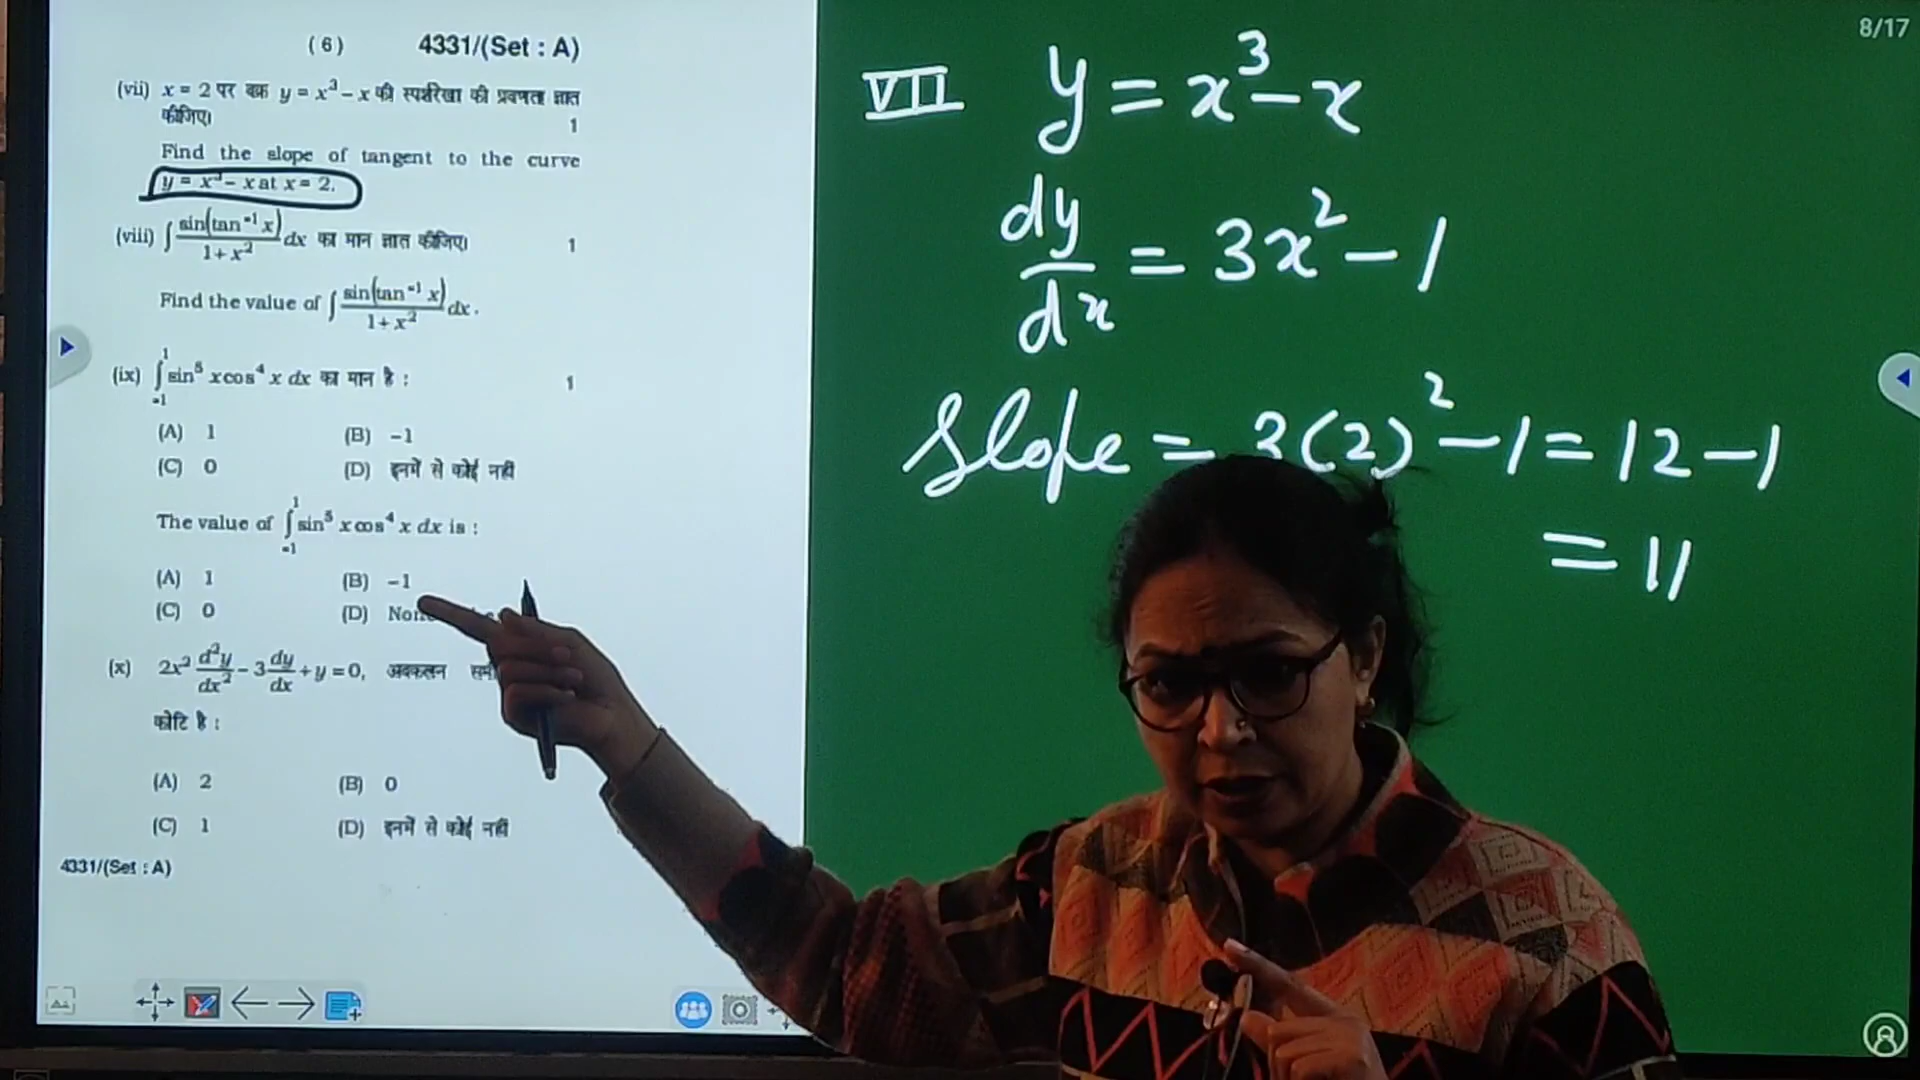 (6) 4331/(Set : A)
(vii) x = 2 पर वक्र y = x³ – x की स्पर्शरेखा की प्रवणता ज्ञात
कीजिए। 1
Find the slope of tangent to the curve
y = x³ – x at x = 2.
(viii) ∫ sin(tan⁻¹ x)/(1+x²) dx का मान ज्ञात कीजिए। 1
Find the value of ∫ sin(tan⁻¹ x)/(1+x²) dx.
(ix) ∫₋₁¹ sin⁵ x cos⁴ x dx का मान है : 1
(A) 1 (B) –1
(C) 0 (D) इनमें से कोई नहीं
The value of ∫₋₁¹ sin⁵ x cos⁴ x dx is :
(A) 1 (B) –1
(C) 0 (D)
(x) 2x² d²y/dx² – 3 dy/dx + y = 0, अवकलन
कोटि है :
(A) 2 (B) 0
(C) 1 (D) इनमें से कोई नहीं
4331/(Set : A)
8/17
VII y = x³ – x
dy/dx = 3x² – 1
Slope = 3(2)² – 1 = 12 – 1
= 11